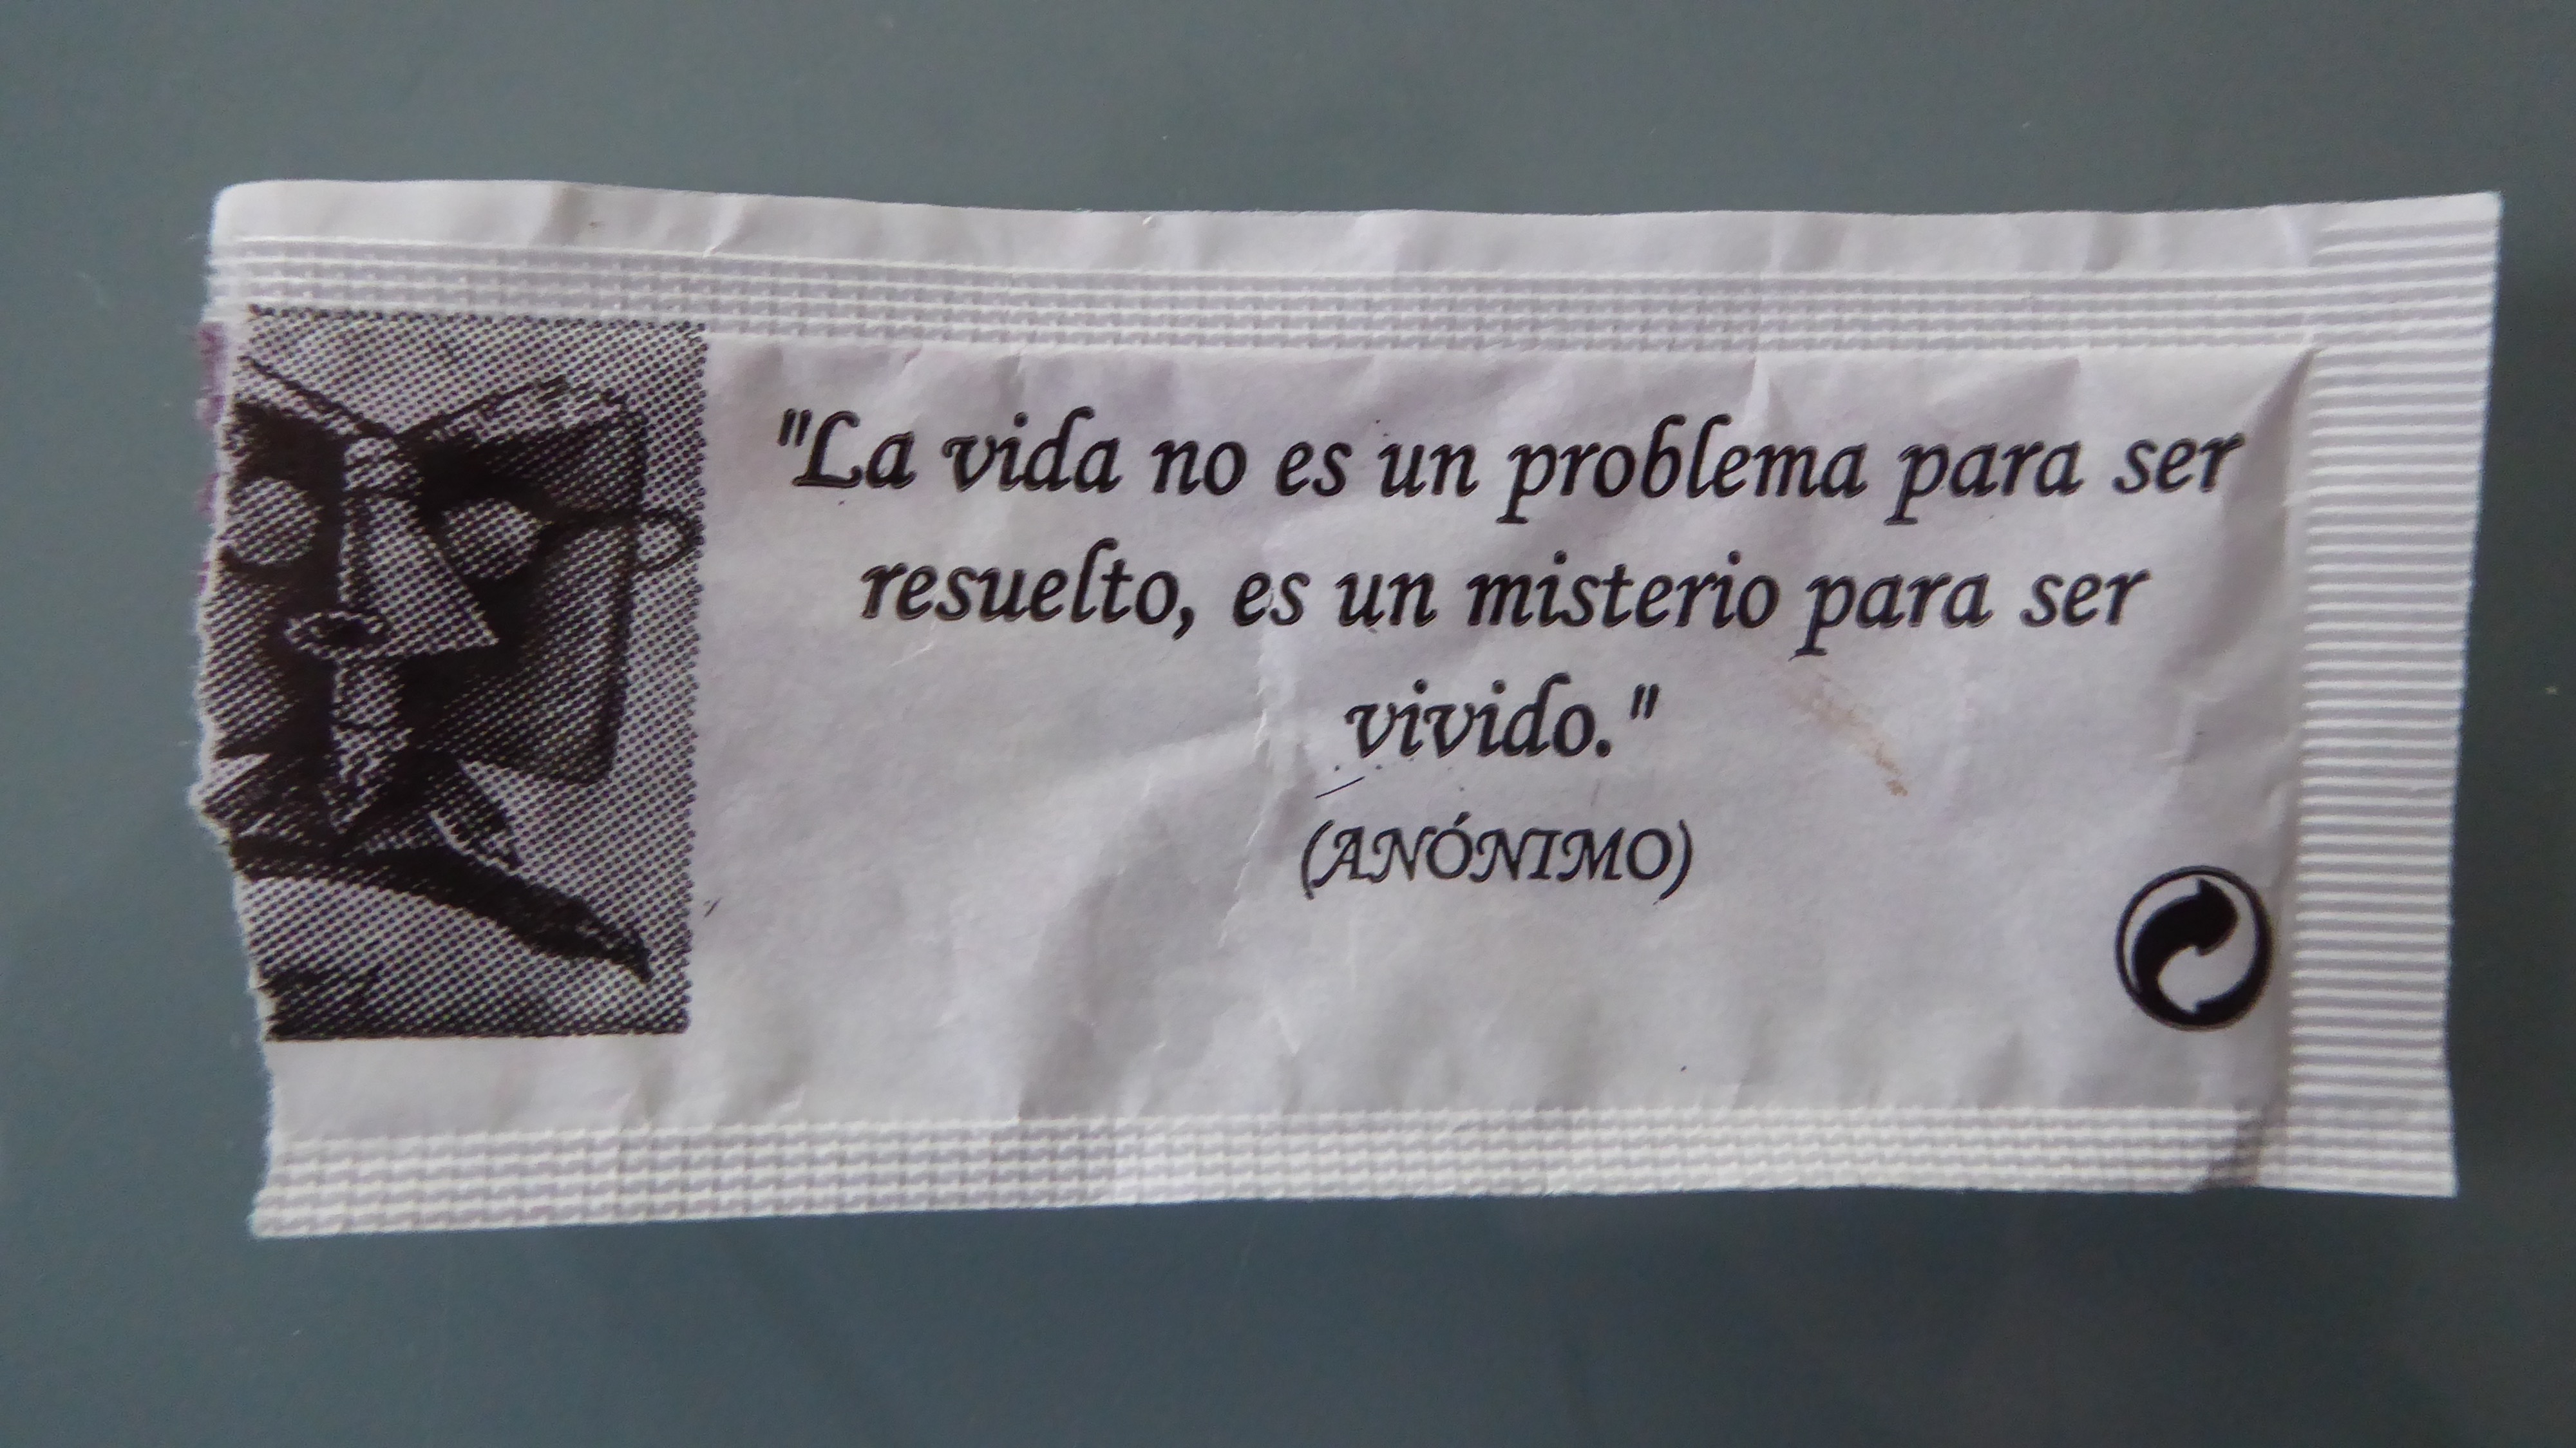 "La vida no es un problema para ser
resuelto, es un misterio para ser
vivido."
(ANÓNIMO)